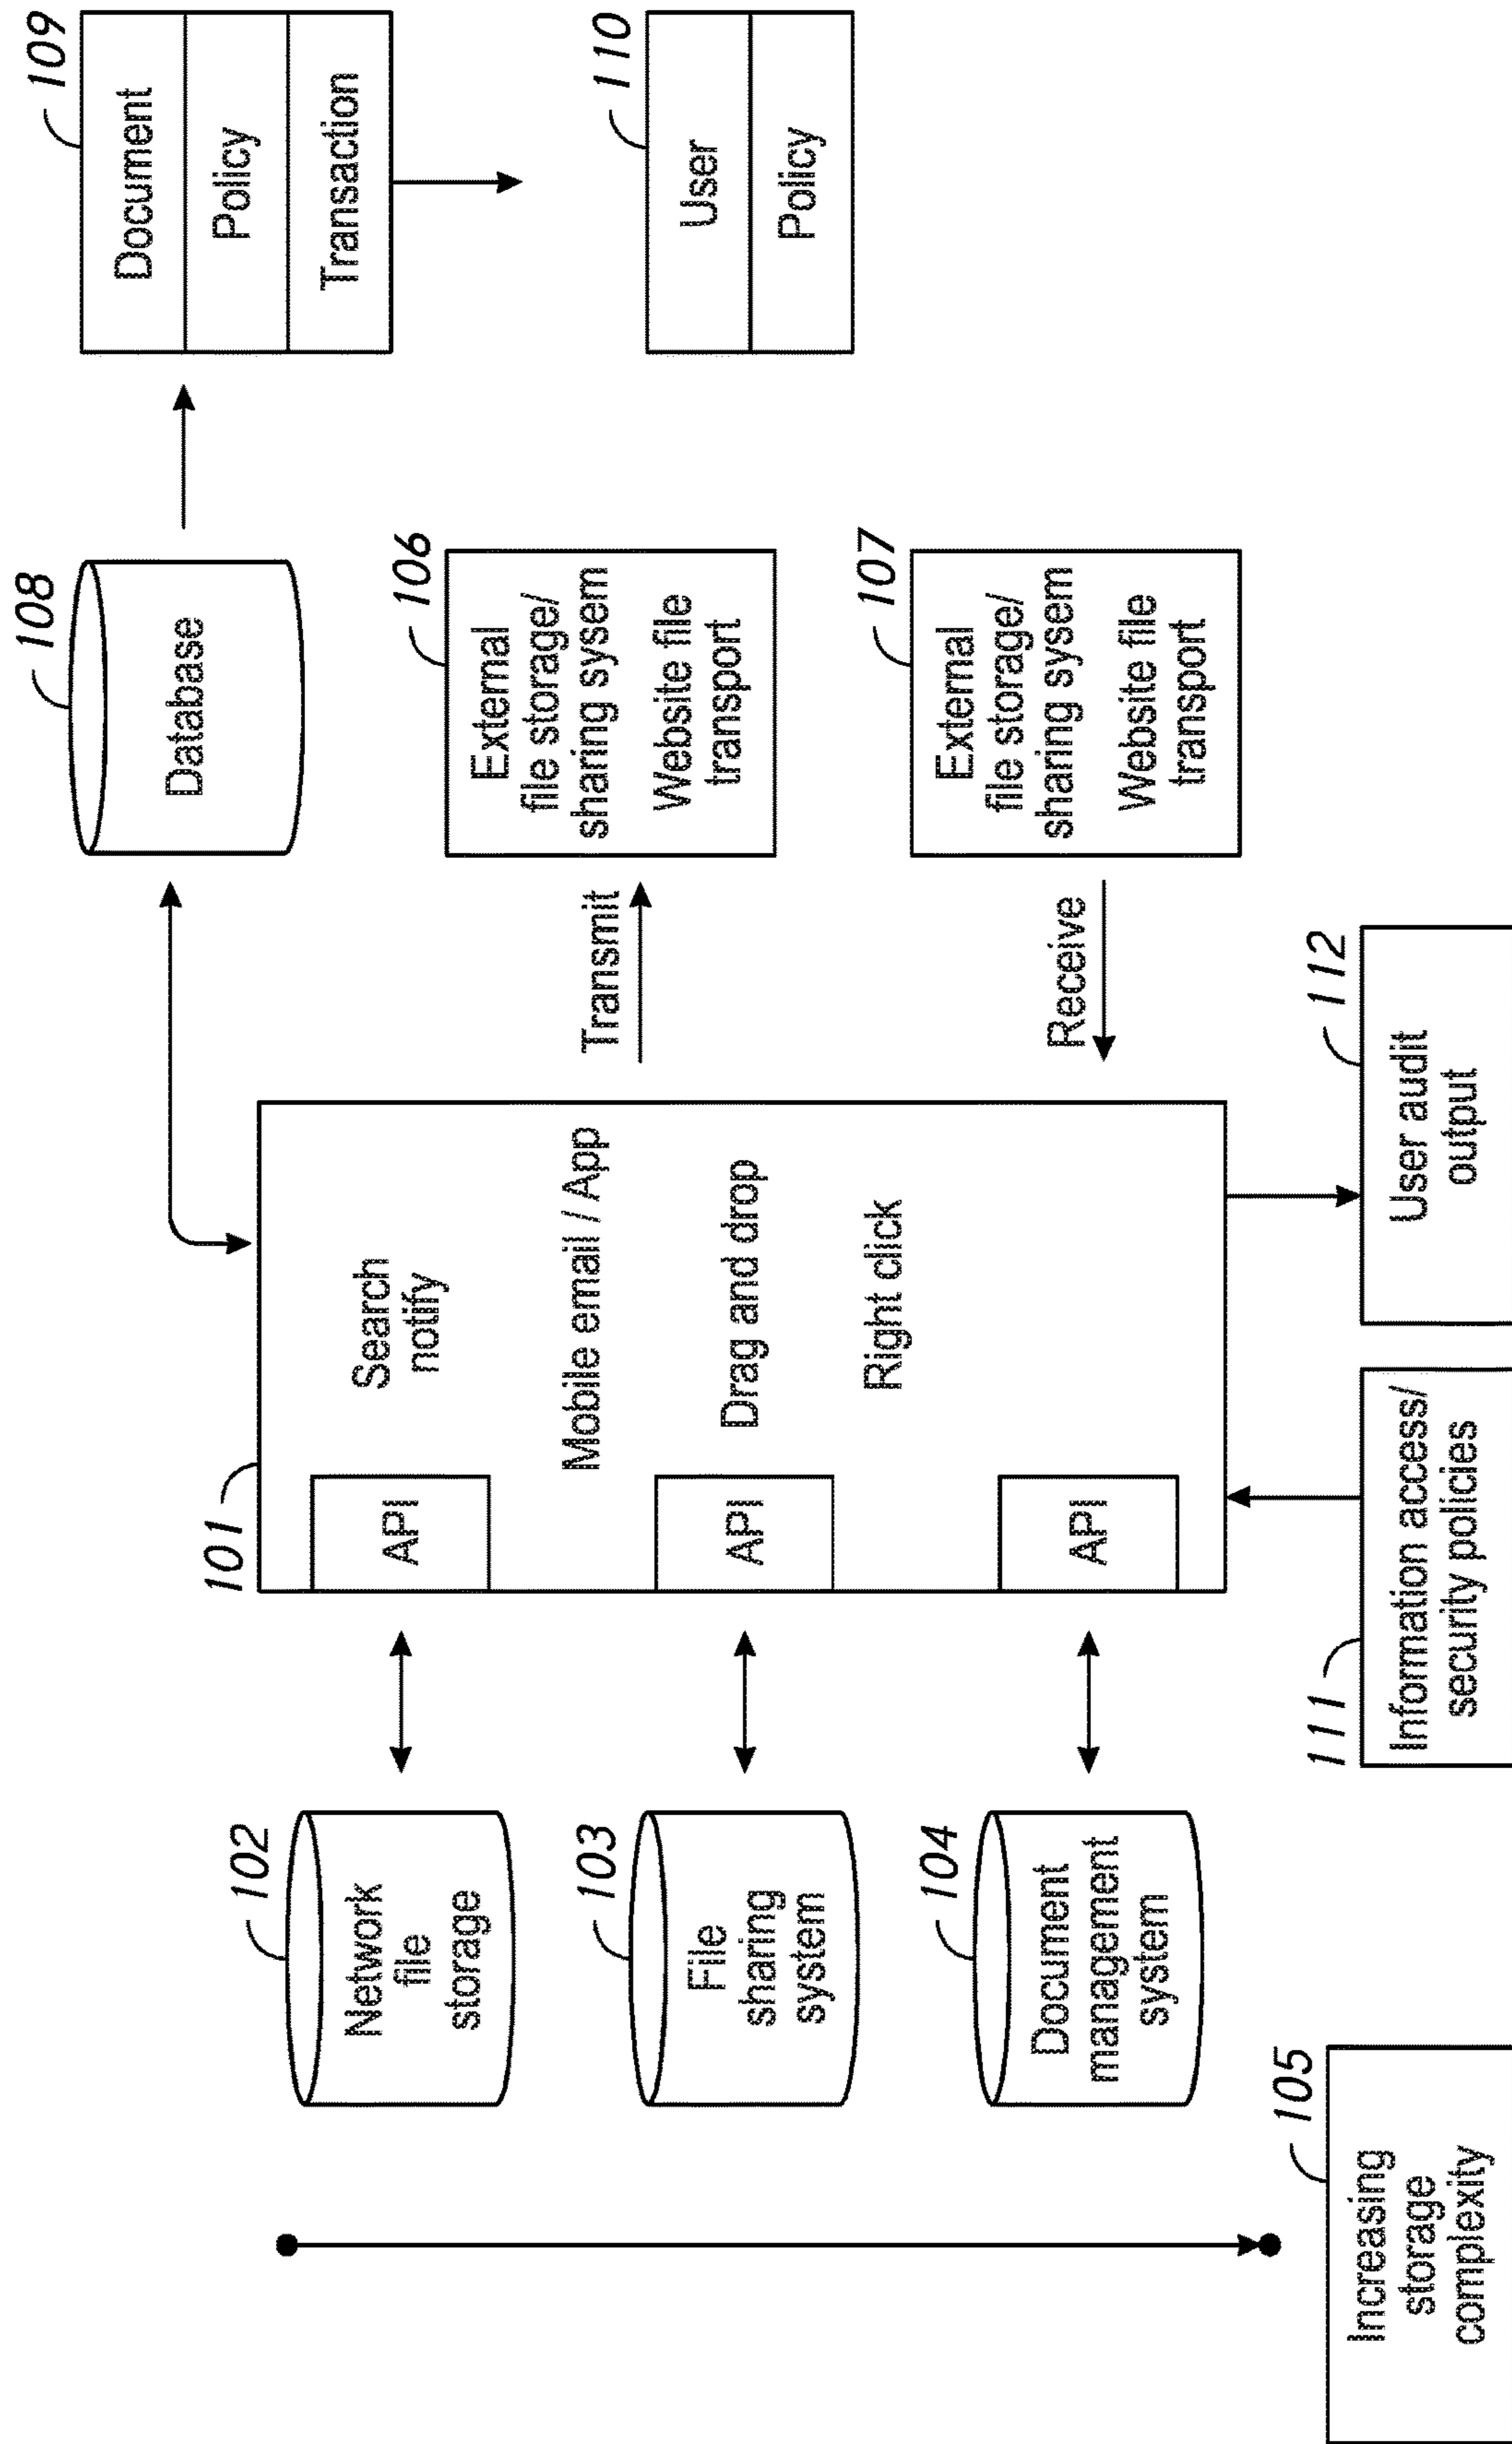 108
Database
109
Document
Policy
Transaction
101
Search
notify
Mobile email / App
Drag and drop
Right click
API
API
API
102
Network
file
storage
103
File
sharing
system
104
Document
management
system
105
Increasing
storage
complexity
Transmit
106
External
file storage/
sharing sysem
Website file
transport
110
User
Policy
Receive
107
External
file storage/
sharing sysem
Website file
transport
111
Information access/
security policies
112
User audit
output